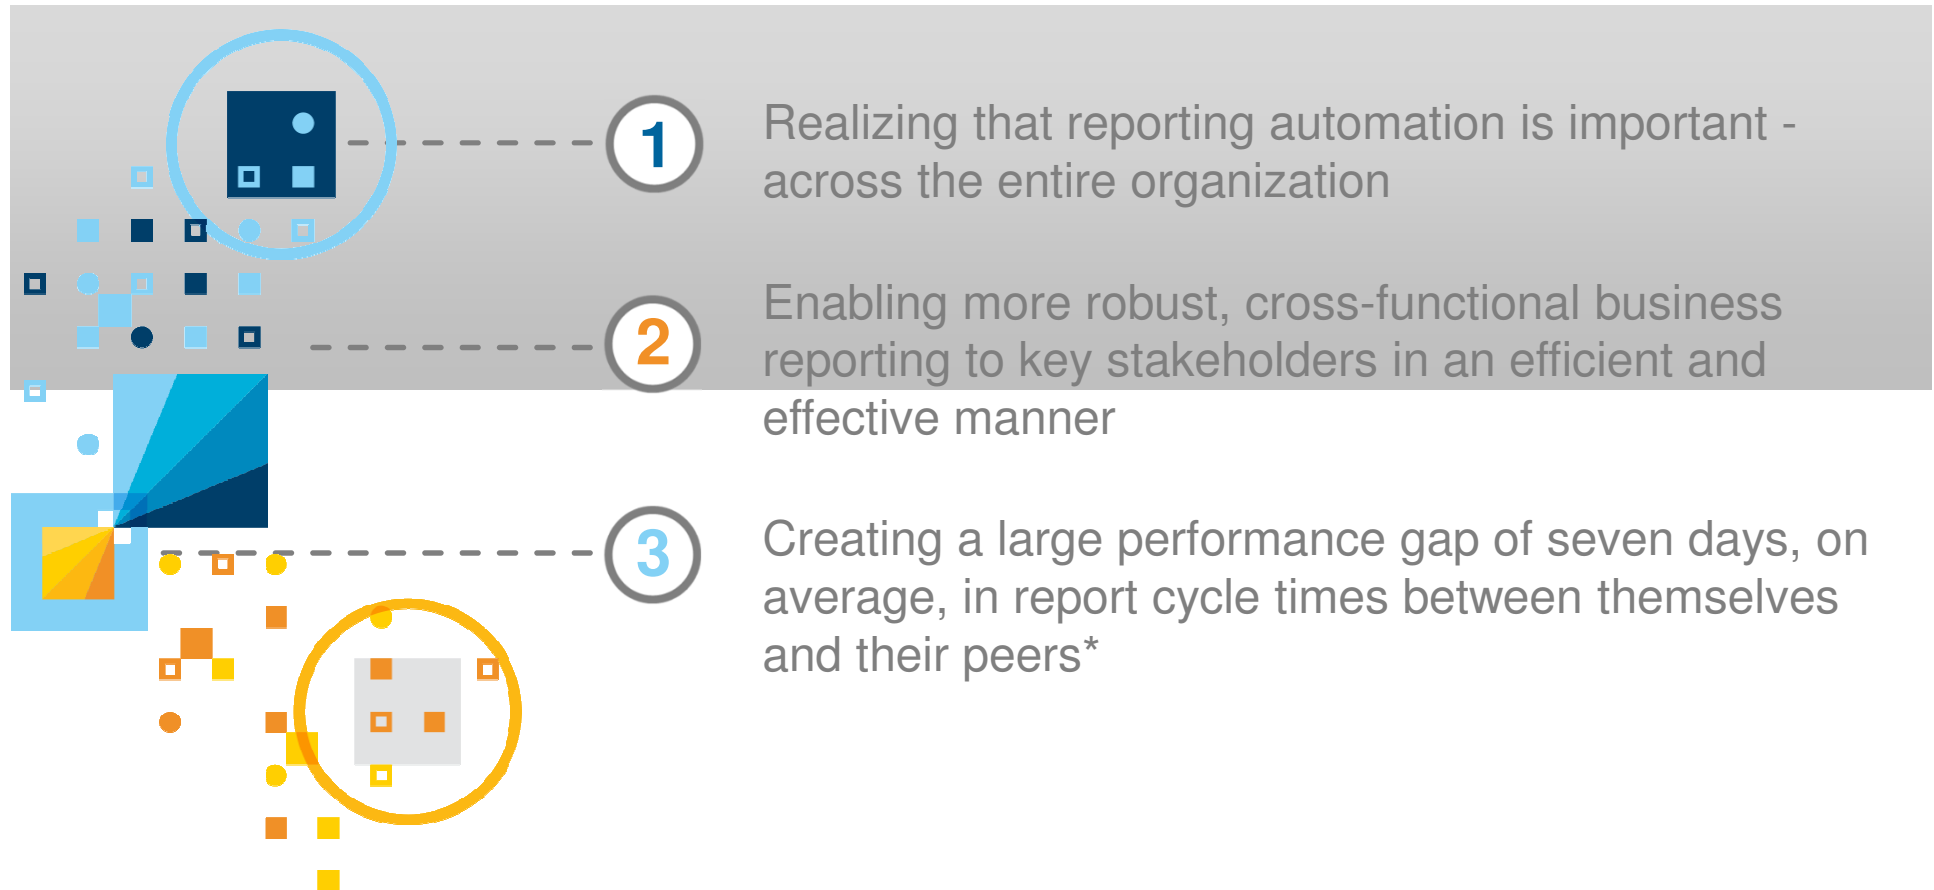 1
Realizing that reporting automation is important -
across the entire organization
2
Enabling more robust, cross-functional business
reporting to key stakeholders in an efficient and
effective manner
3
Creating a large performance gap of seven days, on
average, in report cycle times between themselves
and their peers*